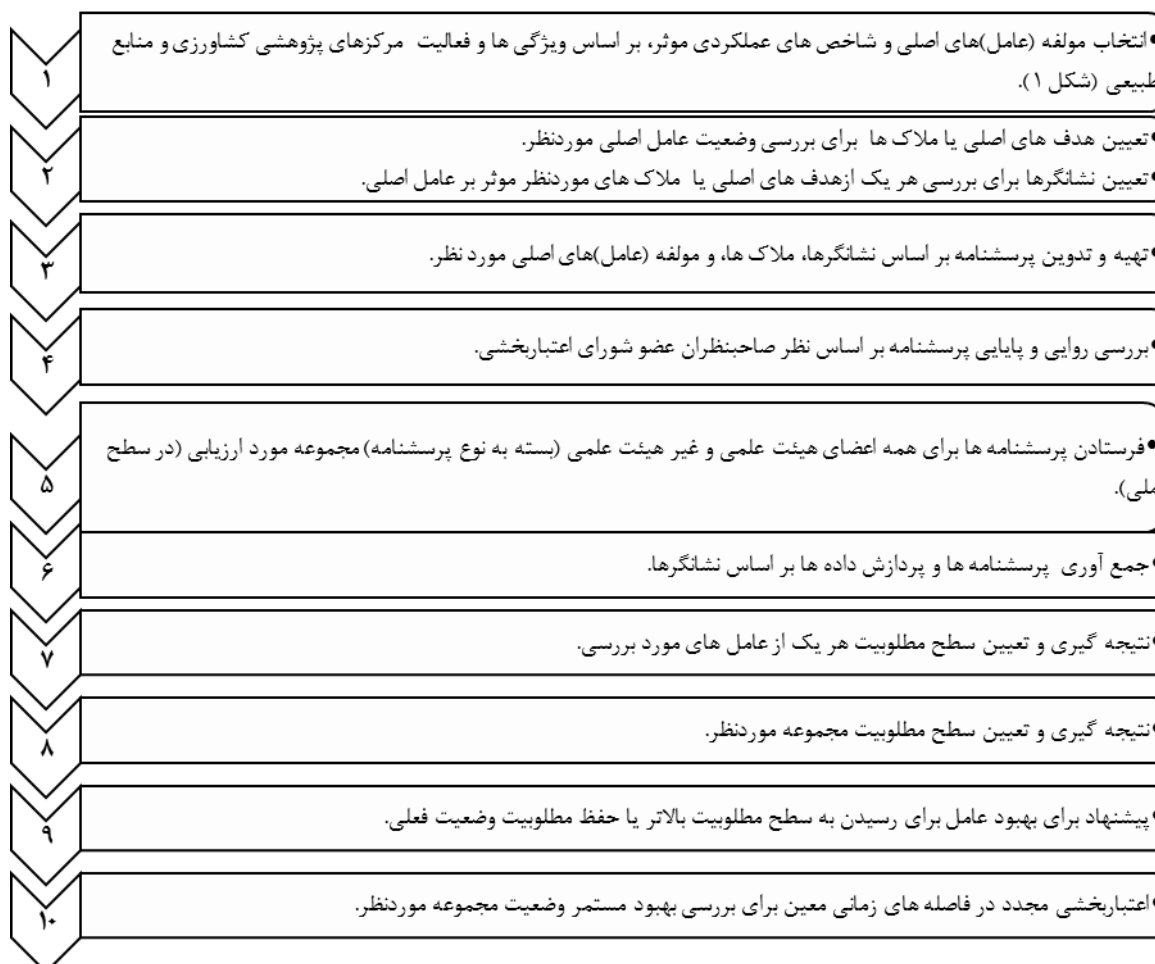 ۱
•انتخاب مولفه (عامل)های اصلی و شاخص های عملکردی موثر، بر اساس ویژگی ها و فعالیت مرکزهای پژوهشی کشاورزی و منابع
طبیعی (شکل ۱).
۲
•تعیین هدف های اصلی یا ملاک ها برای بررسی وضعیت عامل اصلی موردنظر.
•تعیین نشانگرها برای بررسی هر یک ازهدف های اصلی یا ملاک های موردنظر موثر بر عامل اصلی.
۳
•تهیه و تدوین پرسشنامه بر اساس نشانگرها، ملاک ها، و مولفه (عامل)های اصلی مورد نظر.
۴
•بررسی روایی و پایایی پرسشنامه بر اساس نظر صاحبنظران عضو شورای اعتباربخشی.
۵
•فرستادن پرسشنامه ها برای همه اعضای هیئت علمی و غیر هیئت علمی (بسته به نوع پرسشنامه) مجموعه مورد ارزیابی (در سطح
ملی).
۶
•جمع آوری پرسشنامه ها و پردازش داده ها بر اساس نشانگرها.
۷
•نتیجه گیری و تعیین سطح مطلوبیت هر یک از عامل های مورد بررسی.
۸
•نتیجه گیری و تعیین سطح مطلوبیت مجموعه موردنظر.
۹
•پیشنهاد برای بهبود عامل برای رسیدن به سطح مطلوبیت بالاتر یا حفظ مطلوبیت وضعیت فعلی.
۱۰
•اعتباربخشی مجدد در فاصله های زمانی معین برای بررسی بهبود مستمر وضعیت مجموعه موردنظر.